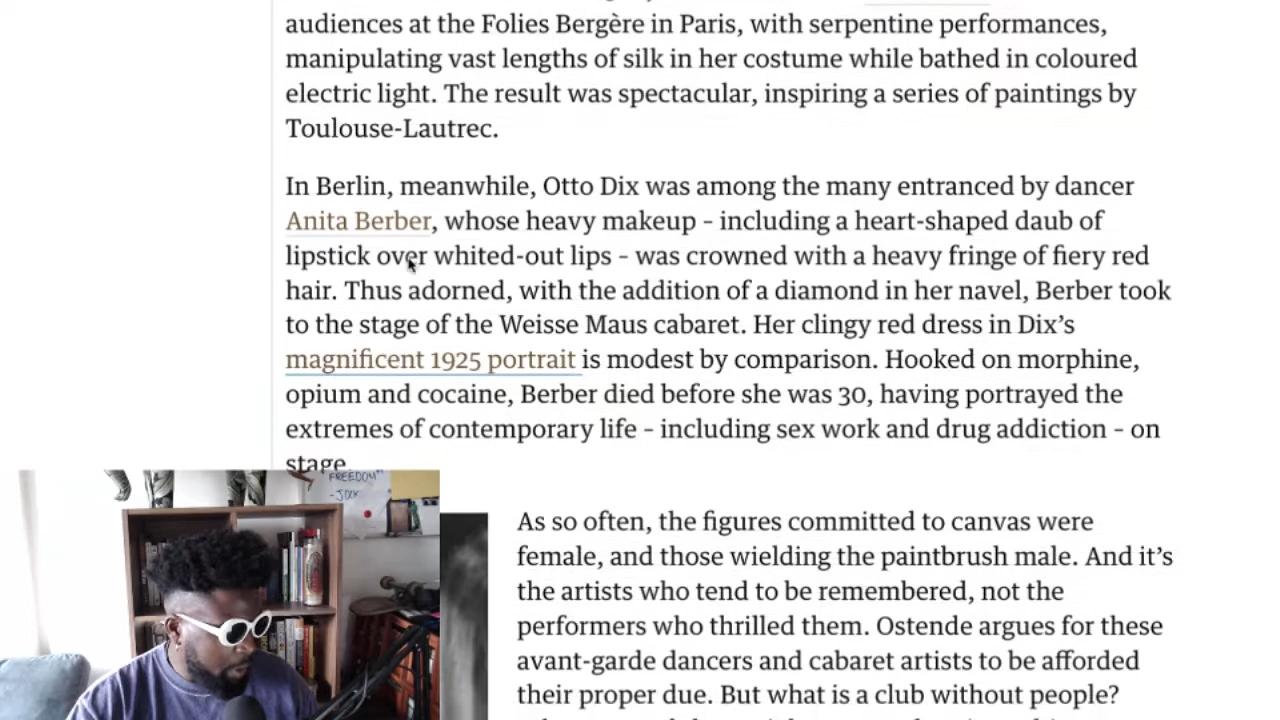 audiences at the Folies Bergère in Paris, with serpentine performances,
manipulating vast lengths of silk in her costume while bathed in coloured
electric light. The result was spectacular, inspiring a series of paintings by
Toulouse-Lautrec.
In Berlin, meanwhile, Otto Dix was among the many entranced by dancer
Anita Berber, whose heavy makeup – including a heart-shaped daub of
lipstick over whited-out lips – was crowned with a heavy fringe of fiery red
hair. Thus adorned, with the addition of a diamond in her navel, Berber took
to the stage of the Weisse Maus cabaret. Her clingy red dress in Dix’s
magnificent 1925 portrait is modest by comparison. Hooked on morphine,
opium and cocaine, Berber died before she was 30, having portrayed the
extremes of contemporary life – including sex work and drug addiction – on
stage
FREEDOM"
As so often, the figures committed to canvas were
female, and those wielding the paintbrush male. And it’s
the artists who tend to be remembered, not the
performers who thrilled them. Ostende argues for these
avant-garde dancers and cabaret artists to be afforded
their proper due. But what is a club without people?